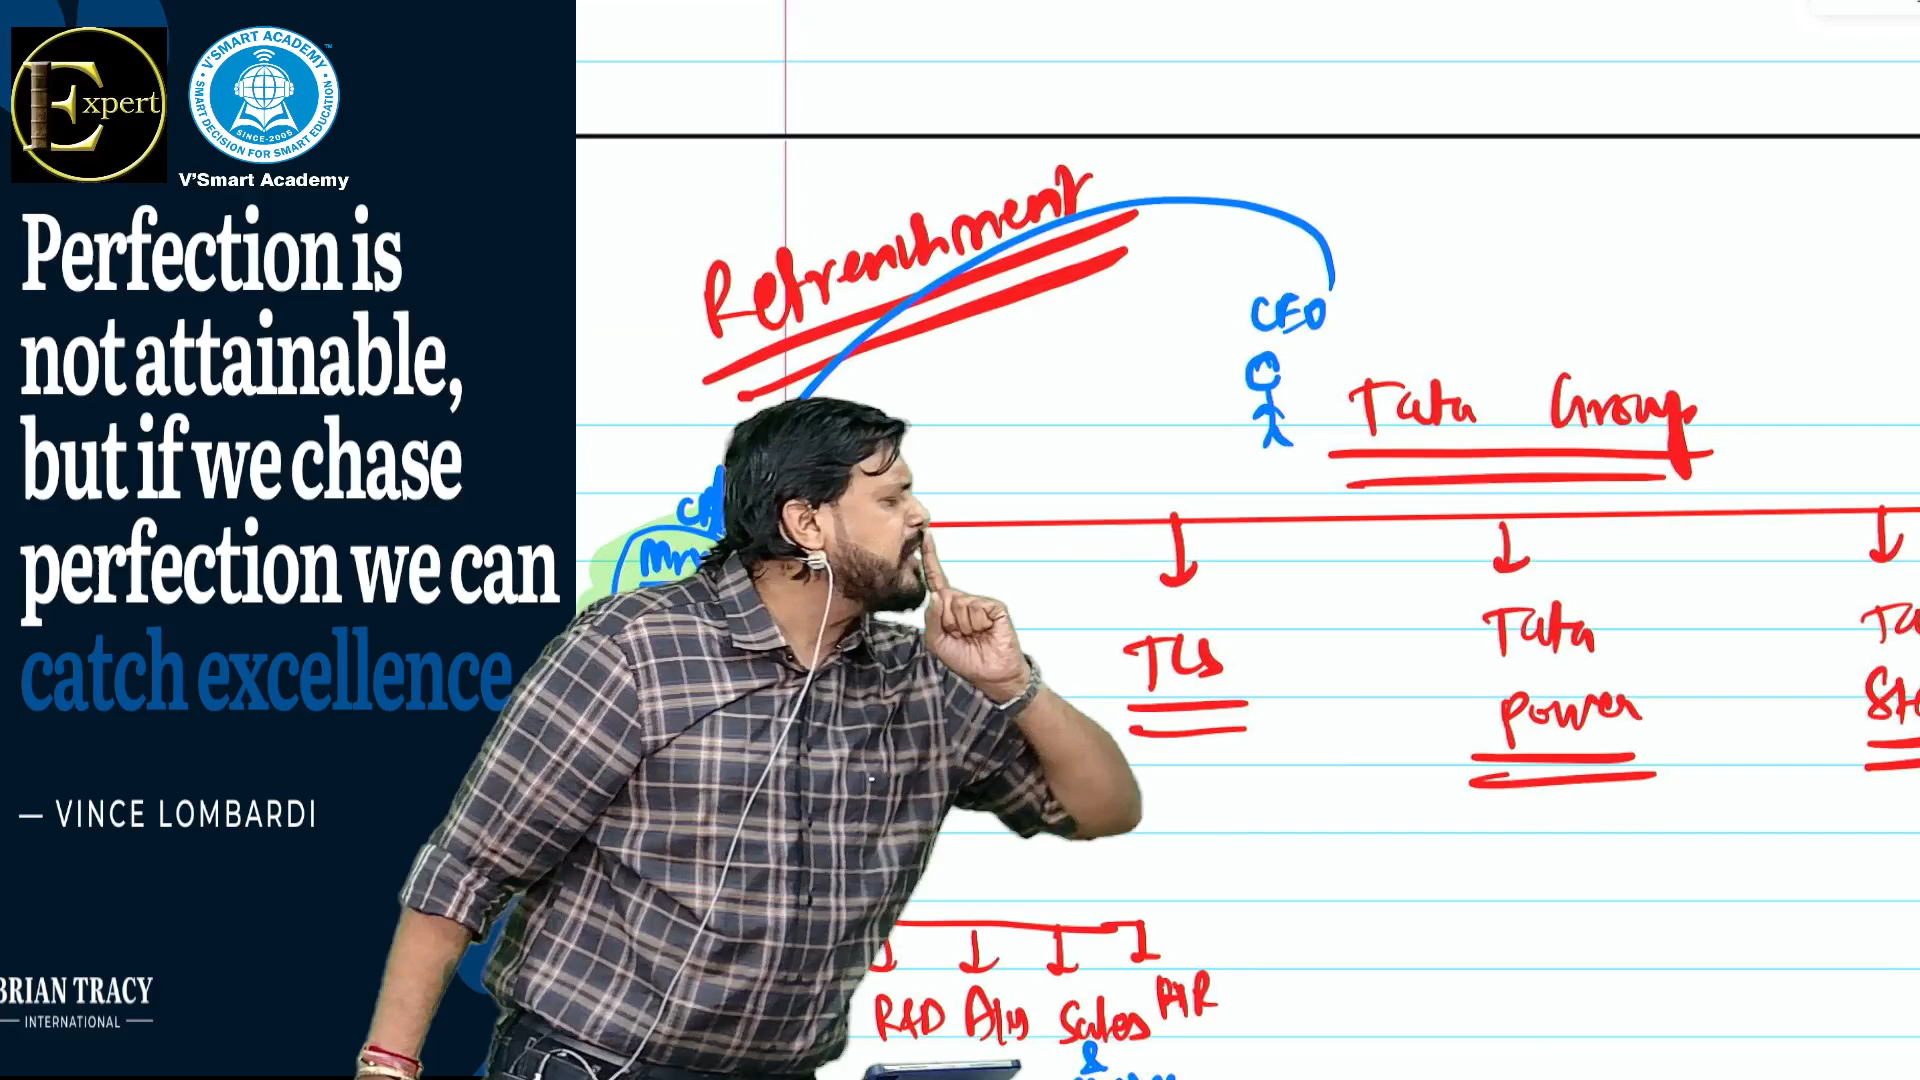 Expert
V'SMART ACADEMY
TM
SMART DECISION FOR SMART EDUCATION
SINCE-2005
V'Smart Academy
Perfection is
not attainable,
but if we chase
perfection we can
catch excellence
— VINCE LOMBARDI
BRIAN TRACY
INTERNATIONAL
Retrenchment
CEO
Tata Group
TCS
Tata
Power
Ta
R&D
Sales
&